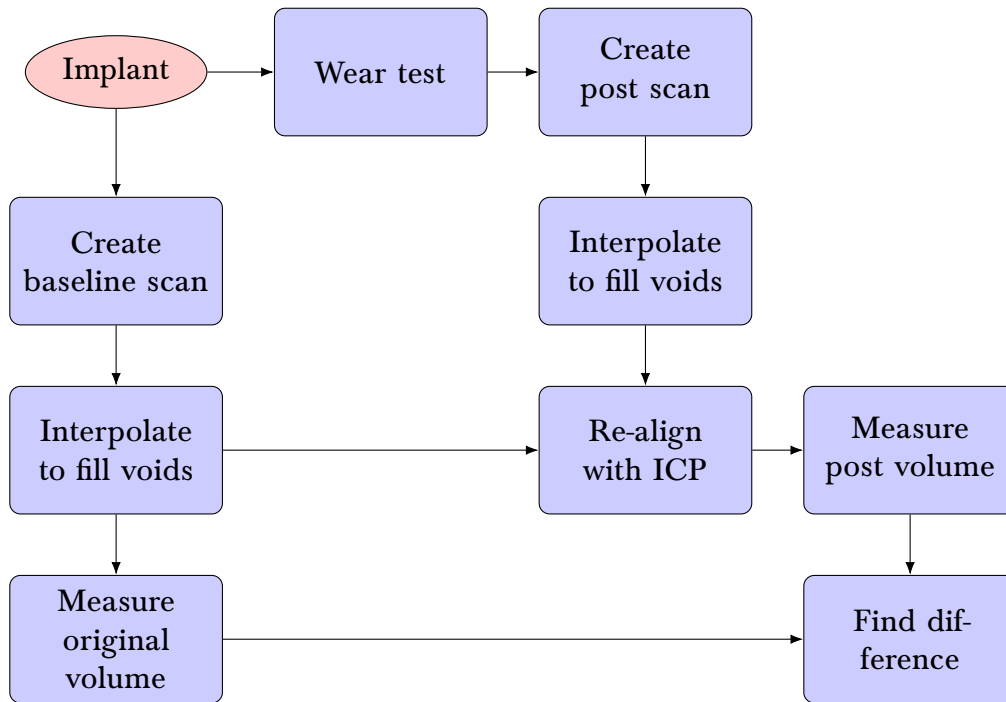 Implant
Wear test
Create
post scan
Create
baseline scan
Interpolate
to fill voids
Interpolate
to fill voids
Re-align
with ICP
Measure
post volume
Measure
original
volume
Find dif-
ference